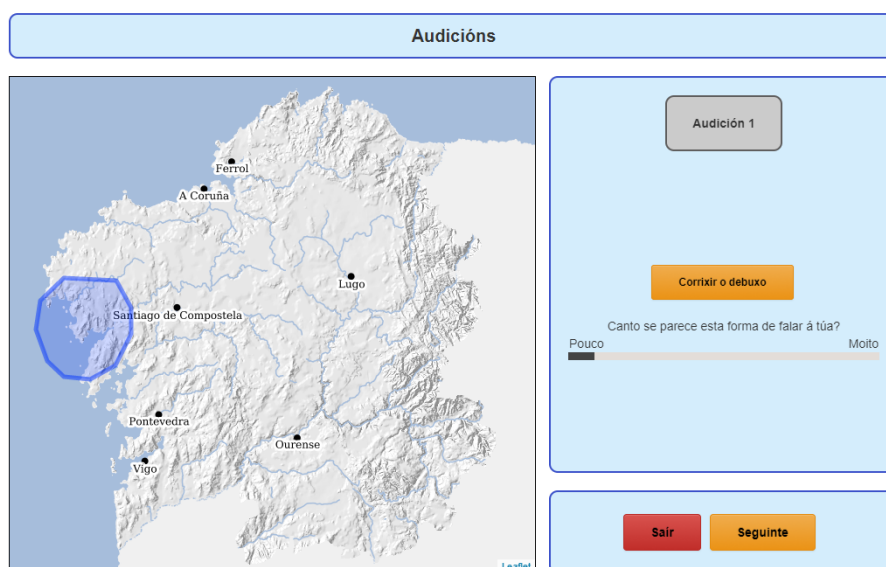 Audicións
Audición 1
Ferrol
A Coruña
Corrixir o debuxo
Lugo
Santiago de Compostela
Canto se parece esta forma de falar á túa?
Pouco
Moito
Pontevedra
Ourense
Vigo
Saír
Seguinte
Leaflet